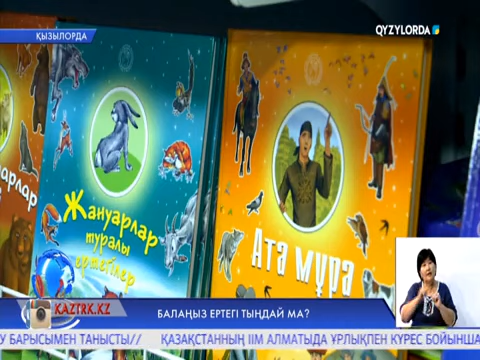 ҚЫЗЫЛОРДА
QYZYLORDA
Жануарлар
туралы
ертегілер
Ата мұра
KAZTRK.KZ
БАЛАҢЫЗ ЕРТЕГІ ТЫҢДАЙ МА?
У БАРЫСЫМЕН ТАНЫСТЫ// ҚАЗАҚСТАННЫҢ ІІМ АЛМАТЫДА ҰРЛЫҚПЕН КҮРЕС БОЙЫНША